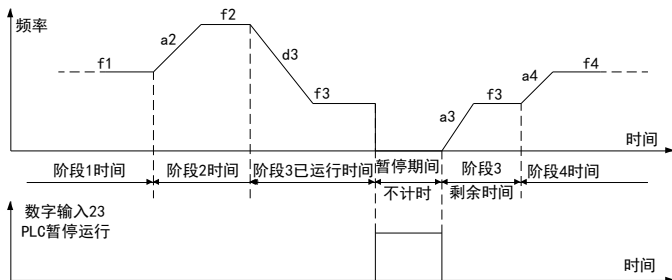 频率
f1
a2
f2
d3
f3
a3
f3
a4
f4
时间
阶段1时间
阶段2时间
阶段3已运行时间
暂停期间
不计时
阶段3
剩余时间
阶段4时间
数字输入23
PLC暂停运行
时间